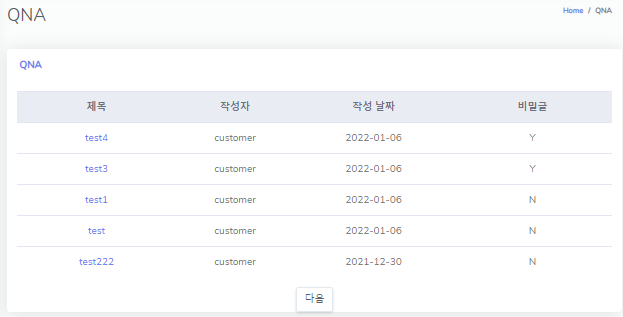 QNA
Home / QNA
QNA
제목 작성자 작성 날짜 비밀글
test4 customer 2022-01-06 Y
test3 customer 2022-01-06 Y
test1 customer 2022-01-06 N
test customer 2022-01-06 N
test222 customer 2021-12-30 N
다음